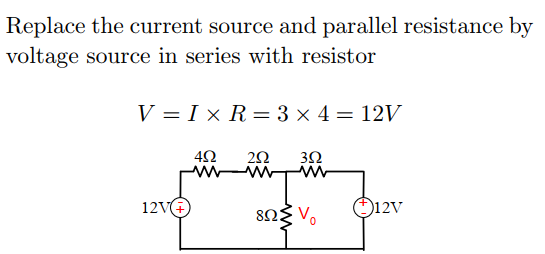 Replace the current source and parallel resistance by
voltage source in series with resistor
V = I × R = 3 × 4 = 12V
4Ω 2Ω 3Ω
12V 8Ω V₀ 12V